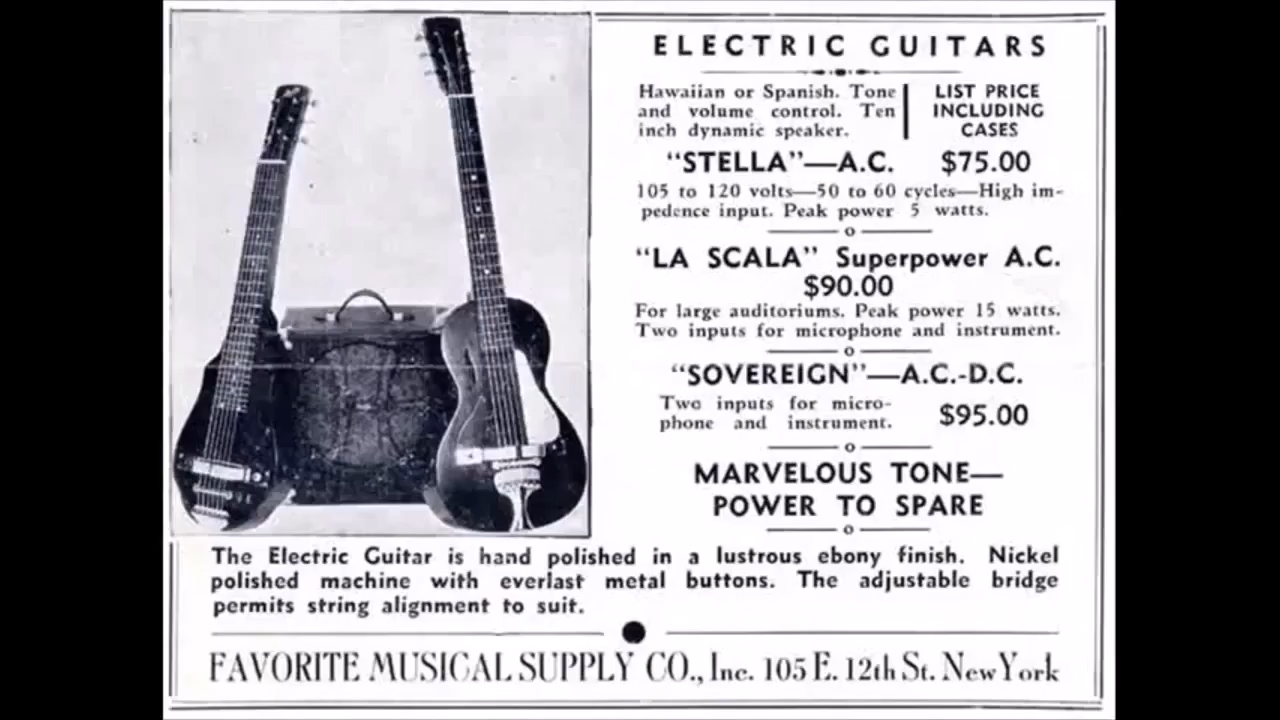 ELECTRIC GUITARS
Hawaiian or Spanish. Tone
and volume control. Ten
inch dynamic speaker.
LIST PRICE
INCLUDING
CASES
"STELLA"—A.C. $75.00
105 to 120 volts—50 to 60 cycles—High im-
pedence input. Peak power 5 watts.
"LA SCALA" Superpower A.C.
$90.00
For large auditoriums. Peak power 15 watts.
Two inputs for microphone and instrument.
"SOVEREIGN"—A.C.-D.C.
Two inputs for micro-
phone and instrument.
$95.00
MARVELOUS TONE—
POWER TO SPARE
The Electric Guitar is hand polished in a lustrous ebony finish. Nickel
polished machine with everlast metal buttons. The adjustable bridge
permits string alignment to suit.
FAVORITE MUSICAL SUPPLY CO., Inc. 105 E. 12th St. New York